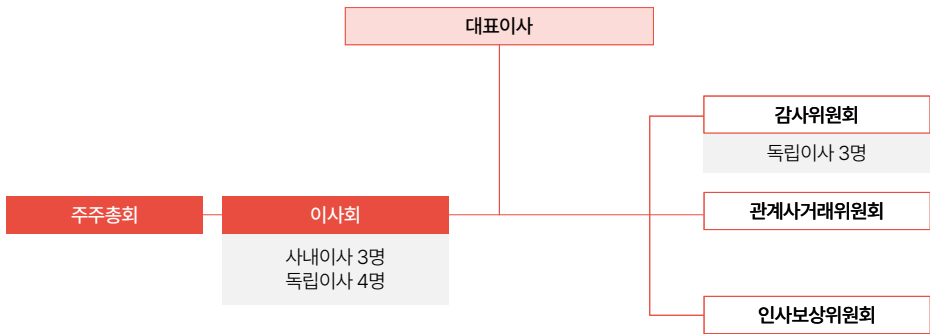 대표이사
감사위원회
독립이사 3명
주주총회
이사회
관계사거래위원회
사내이사 3명
독립이사 4명
인사보상위원회